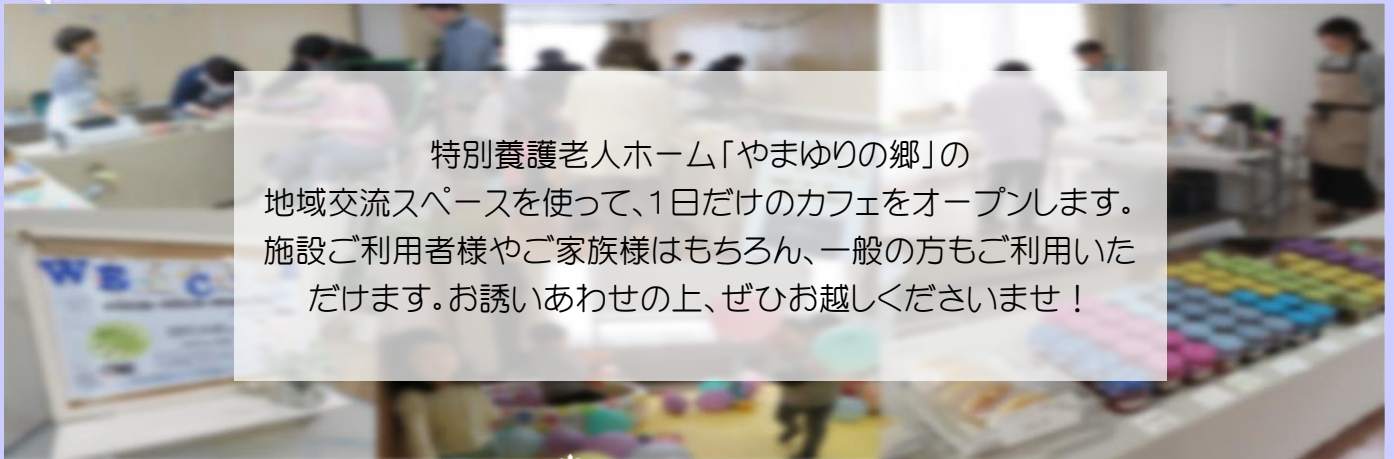 特別養護老人ホーム「やまゆりの郷」の
地域交流スペースを使って、1日だけのカフェをオープンします。
施設ご利用者様やご家族様はもちろん、一般の方もご利用いた
だけます。お誘いあわせの上、ぜひお越しくださいませ！